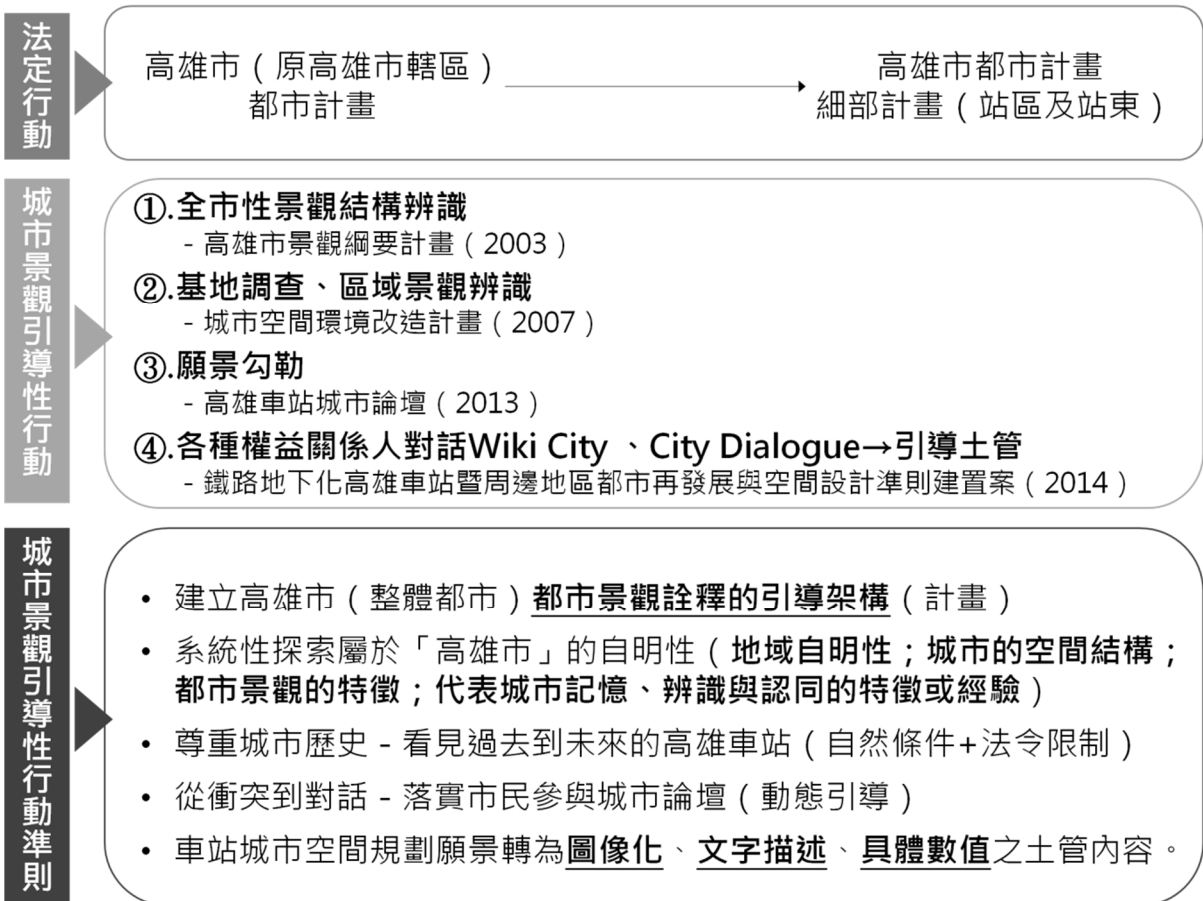 法定行動
高雄市（原高雄市轄區）
都市計畫
高雄市都市計畫
細部計畫（站區及站東）
城市景觀引導性行動
①.全市性景觀結構辨識
- 高雄市景觀綱要計畫（2003）
②.基地調查、區域景觀辨識
- 城市空間環境改造計畫（2007）
③.願景勾勒
- 高雄車站城市論壇（2013）
④.各種權益關係人對話Wiki City 、City Dialogue→引導土管
- 鐵路地下化高雄車站暨周邊地區都市再發展與空間設計準則建置案（2014）
城市景觀引導性行動準則
• 建立高雄市（整體都市）都市景觀詮釋的引導架構（計畫）
• 系統性探索屬於「高雄市」的自明性（地域自明性；城市的空間結構；
都市景觀的特徵；代表城市記憶、辨識與認同的特徵或經驗）
• 尊重城市歷史 - 看見過去到未來的高雄車站（自然條件+法令限制）
• 從衝突到對話 - 落實市民參與城市論壇（動態引導）
• 車站城市空間規劃願景轉為圖像化、文字描述、具體數值之土管內容。